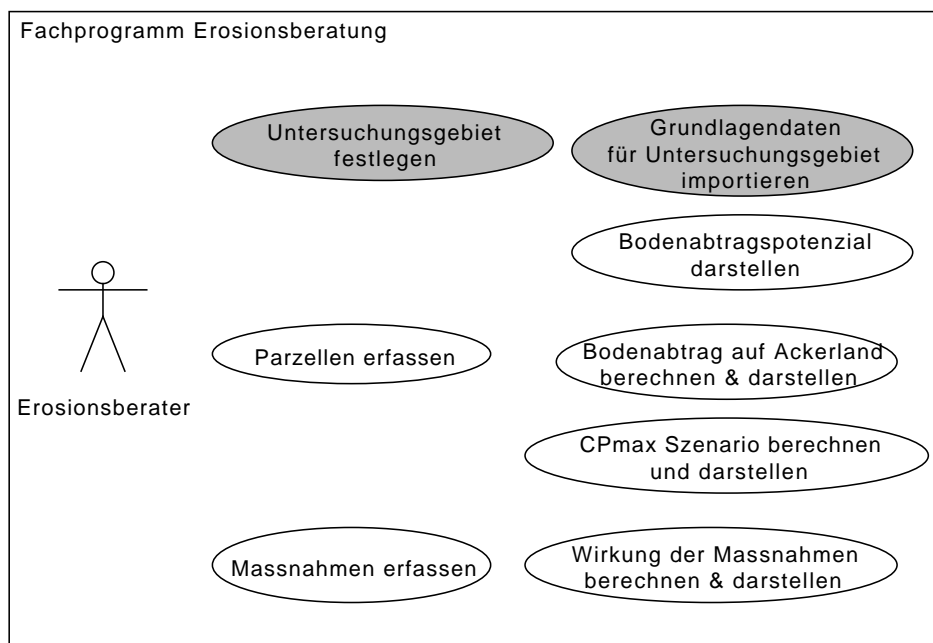 Fachprogramm Erosionsberatung
Untersuchungsgebiet
festlegen
Grundlagendaten
für Untersuchungsgebiet
importieren
Bodenabtragspotenzial
darstellen
Erosionsberater
Parzellen erfassen
Bodenabtrag auf Ackerland
berechnen & darstellen
CPmax Szenario berechnen
und darstellen
Massnahmen erfassen
Wirkung der Massnahmen
berechnen & darstellen